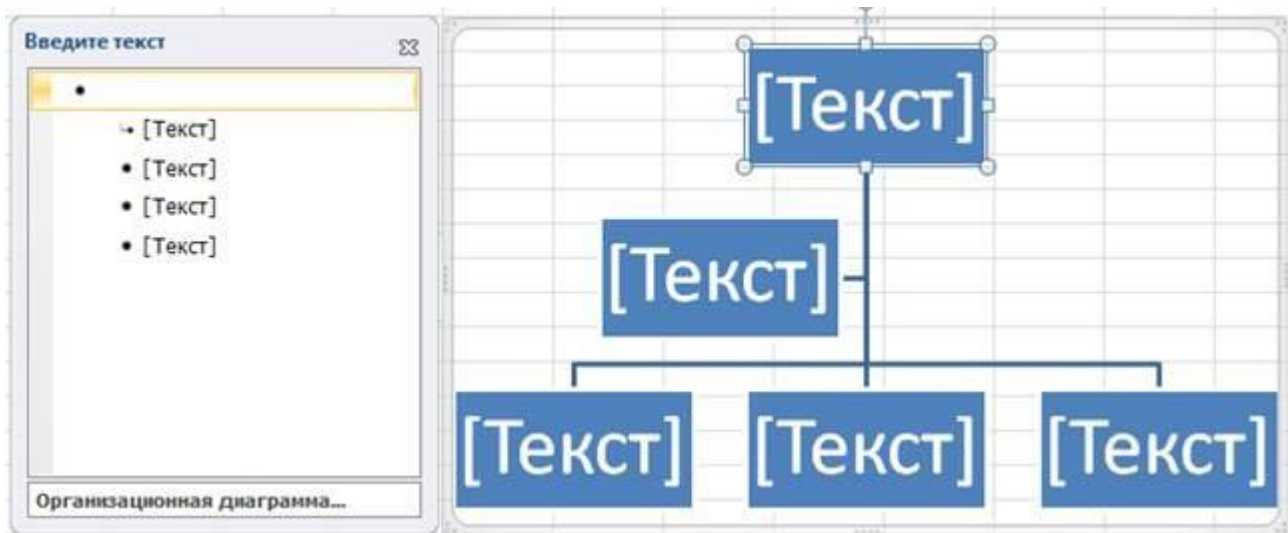 Введите текст
[Текст]
[Текст]
[Текст]
[Текст]
Организационная диаграмма...
[Текст]
[Текст]
[Текст] [Текст] [Текст]